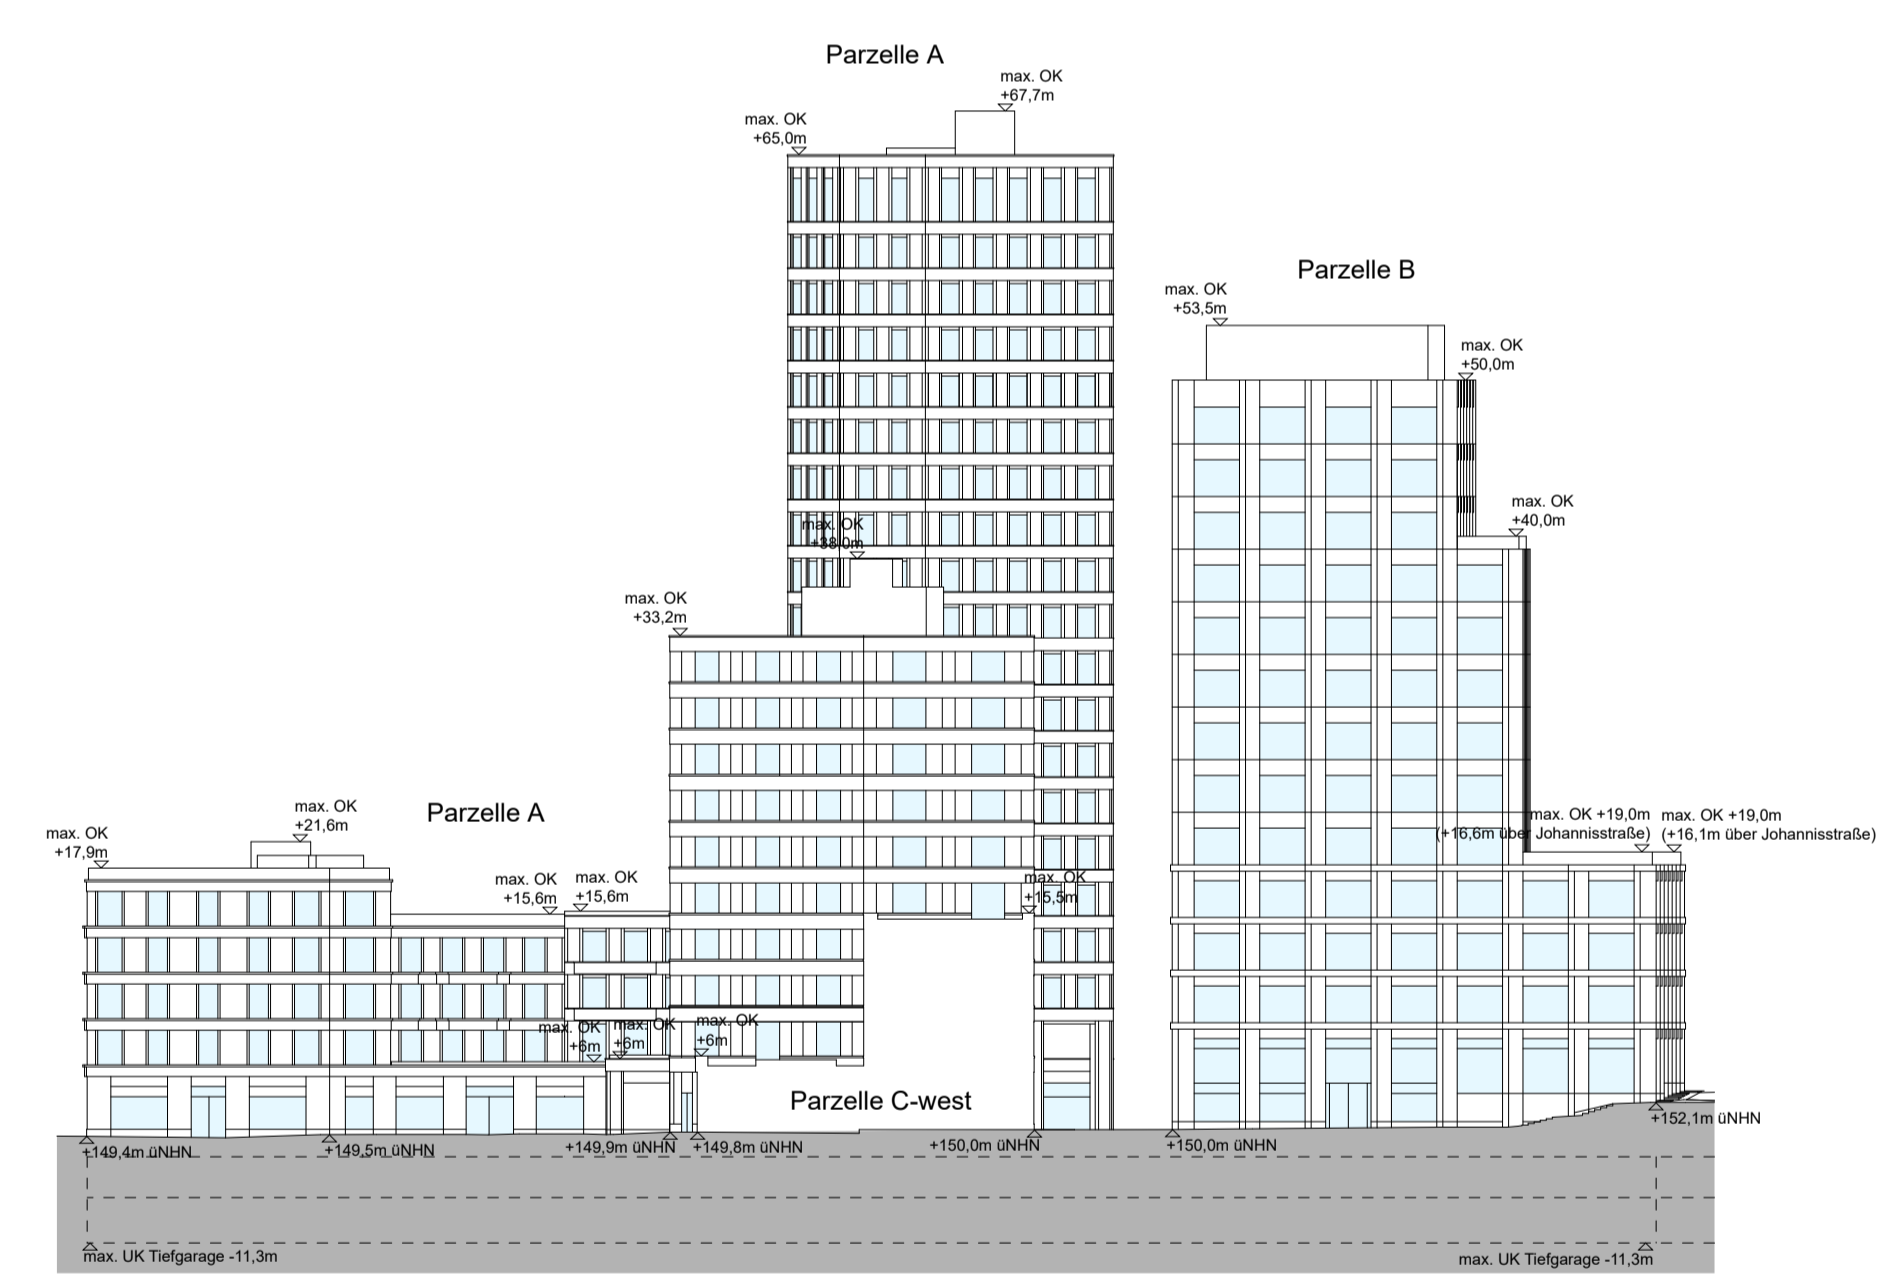 Parzelle A
max. OK
+67,7m
max. OK
+65,0m
Parzelle B
max. OK
+53,5m
max. OK
+50,0m
max. OK
+40,0m
max. OK
+38,0m
max. OK
+33,2m
Parzelle A
max. OK
+21,6m
max. OK
+17,9m
max. OK
+15,6m
max. OK
+15,6m
max. OK
+15,5m
max. OK +19,0m
(+16,6m über Johannisstraße)
max. OK +19,0m
(+16,1m über Johannisstraße)
max. OK
+6m
max. OK
+6m
max. OK
+6m
Parzelle C-west
+149,4m üNHN
+149,5m üNHN
+149,9m üNHN
+149,8m üNHN
+150,0m üNHN
+150,0m üNHN
+152,1m üNHN
max. UK Tiefgarage -11,3m
max. UK Tiefgarage -11,3m